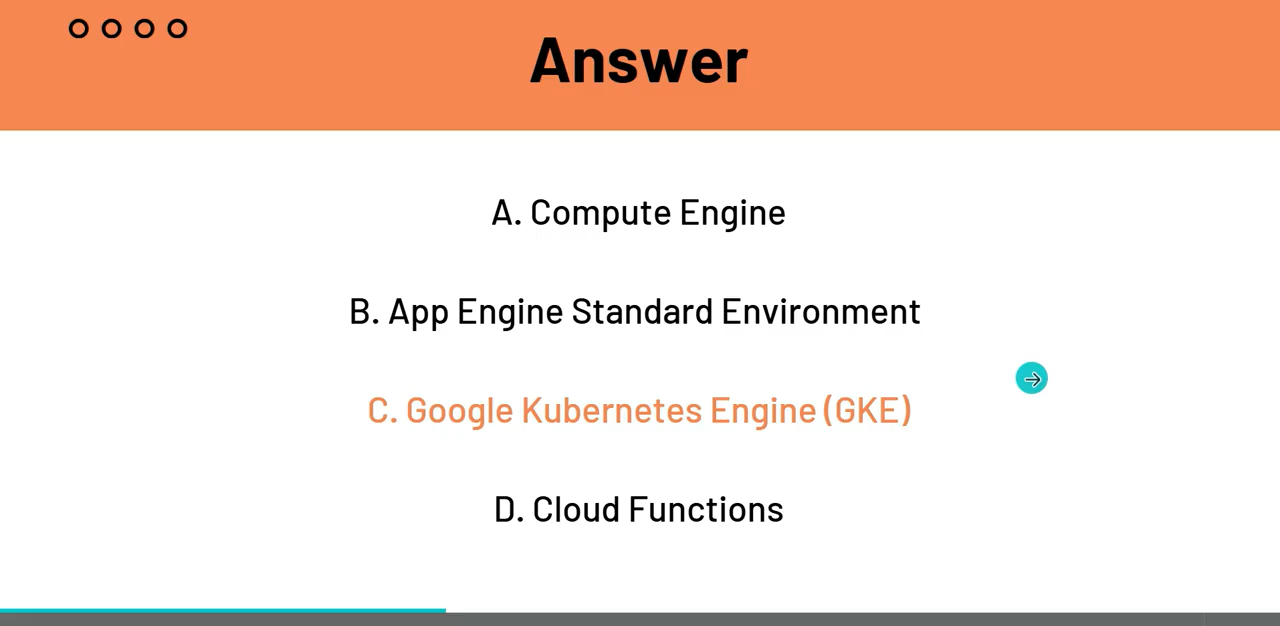 Answer
A. Compute Engine
B. App Engine Standard Environment
C. Google Kubernetes Engine (GKE)
D. Cloud Functions